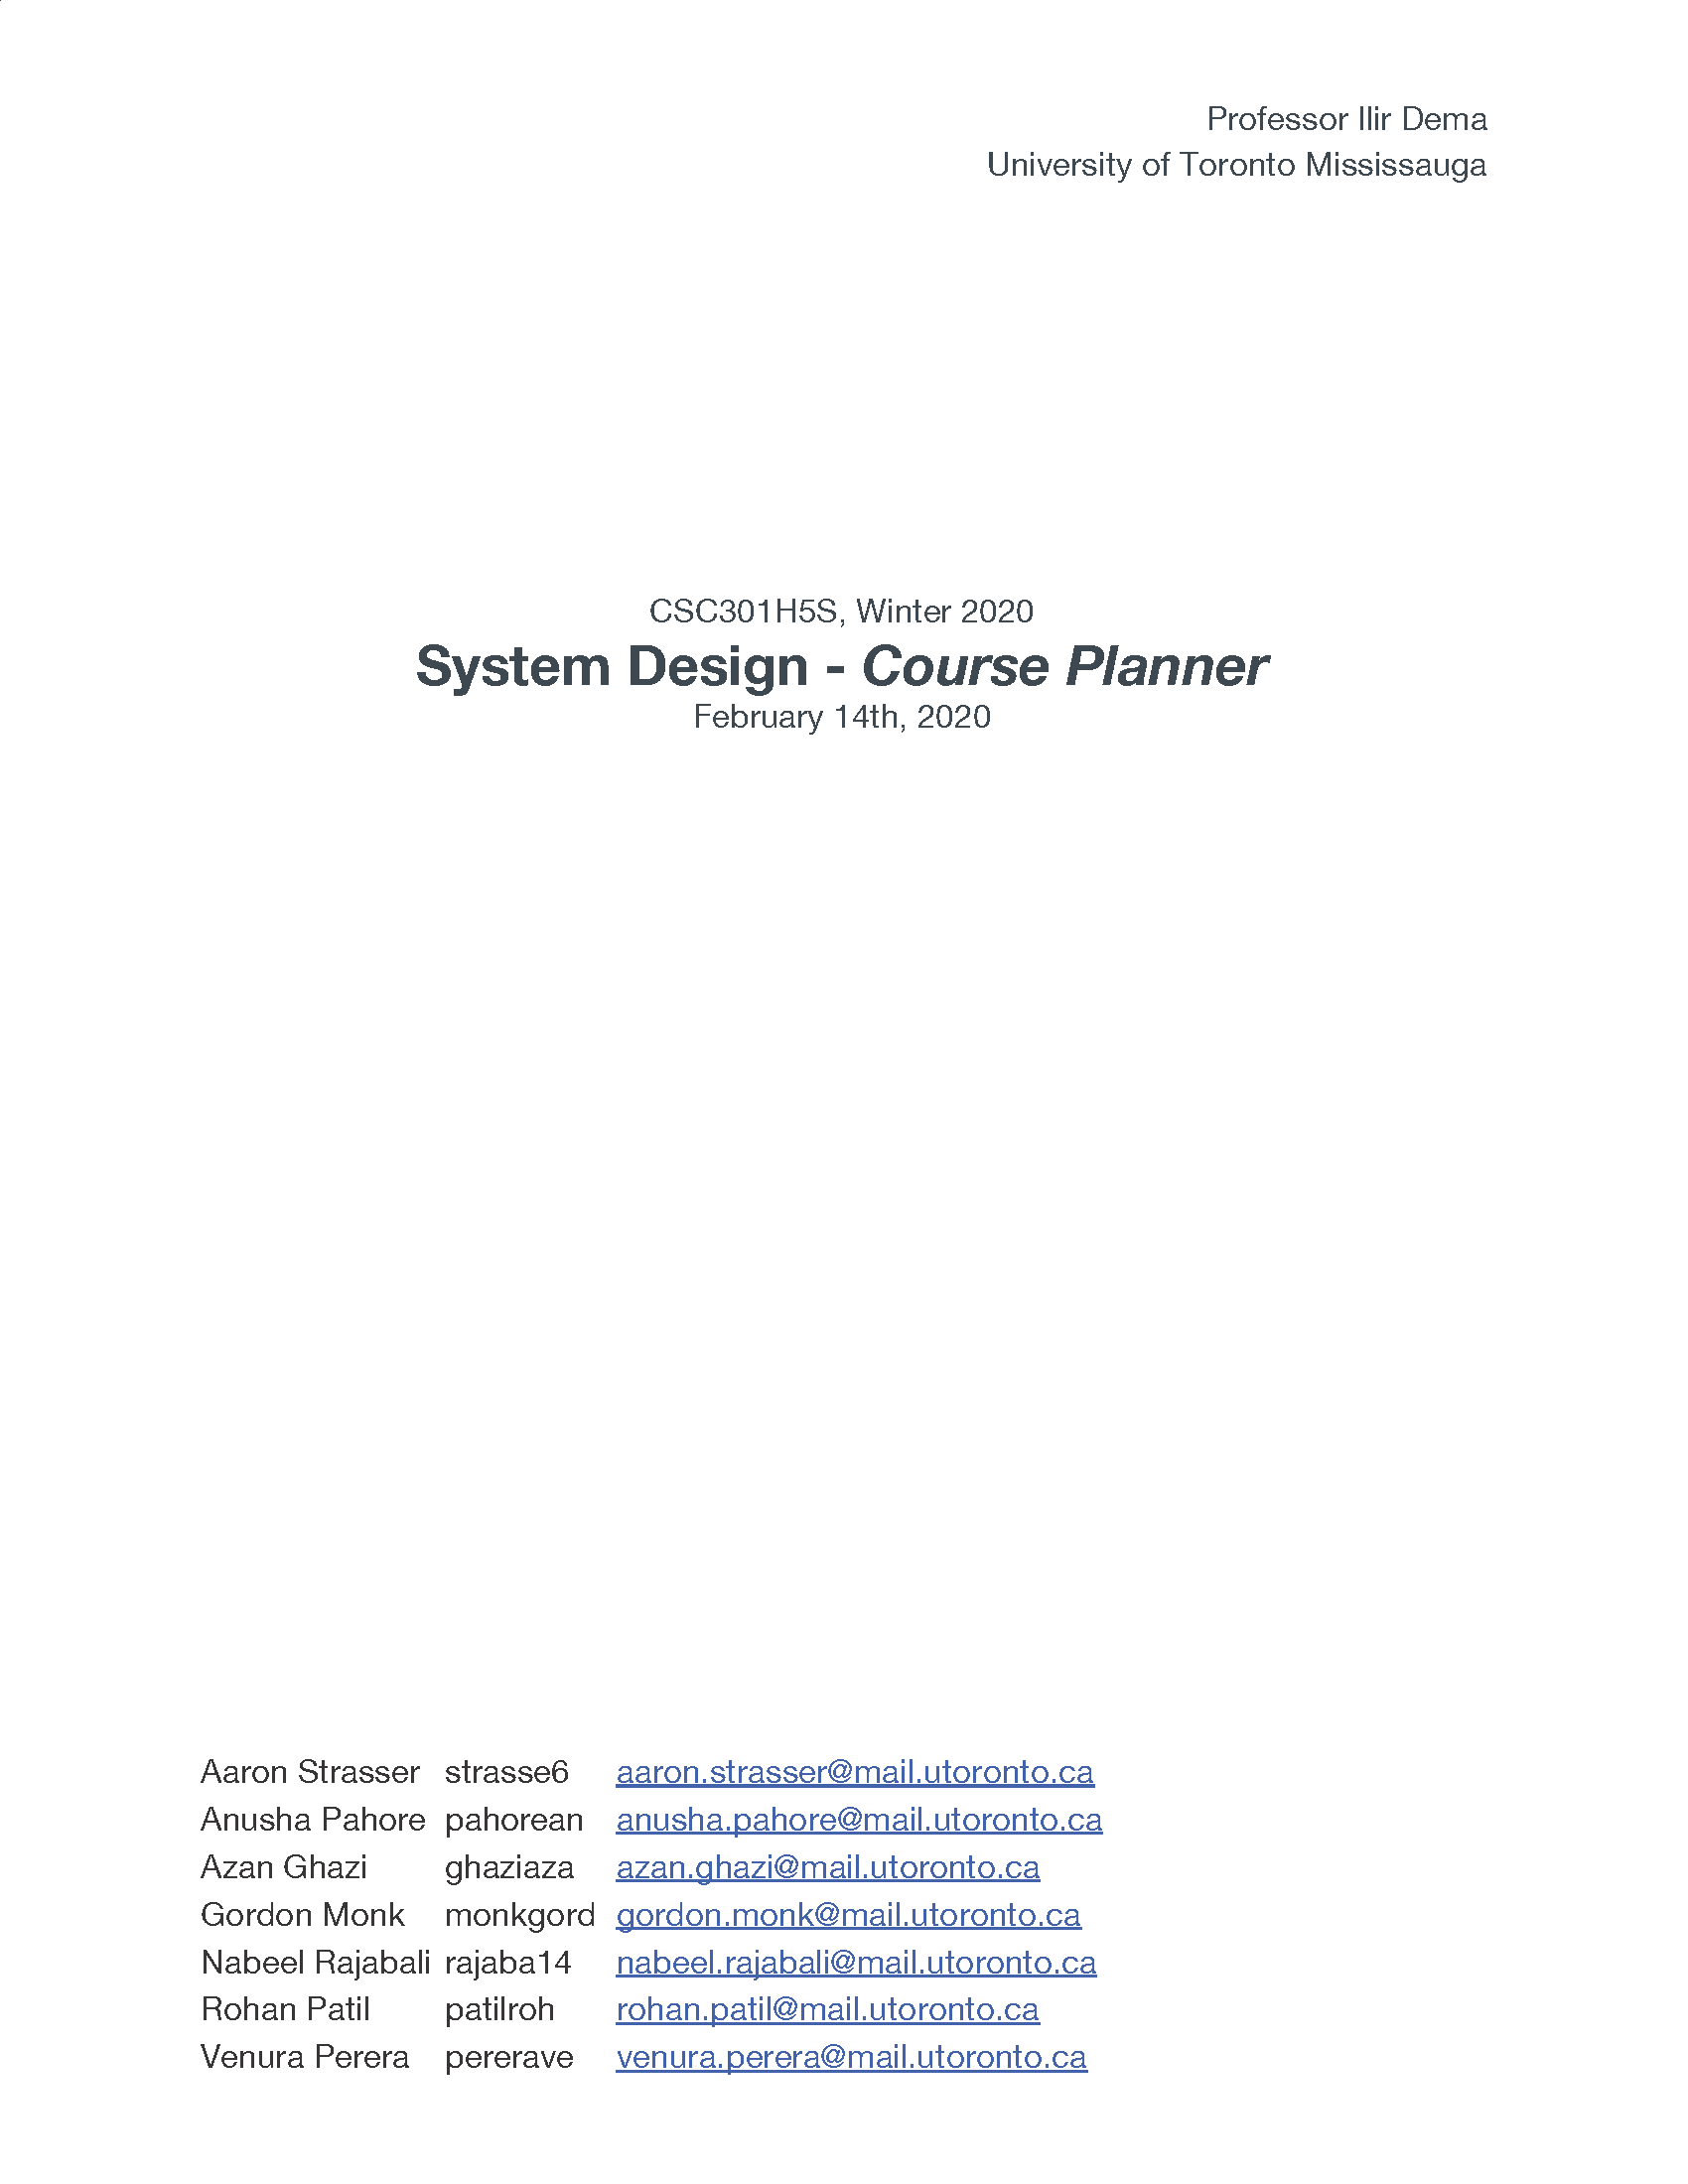 Professor Ilir Dema
University of Toronto Mississauga
CSC301H5S, Winter 2020
System Design - Course Planner
February 14th, 2020
Aaron Strasser strasse6 aaron.strasser@mail.utoronto.ca
Anusha Pahore pahorean anusha.pahore@mail.utoronto.ca
Azan Ghazi ghaziaza azan.ghazi@mail.utoronto.ca
Gordon Monk monkgord gordon.monk@mail.utoronto.ca
Nabeel Rajabali rajaba14 nabeel.rajabali@mail.utoronto.ca
Rohan Patil patilroh rohan.patil@mail.utoronto.ca
Venura Perera pererave venura.perera@mail.utoronto.ca